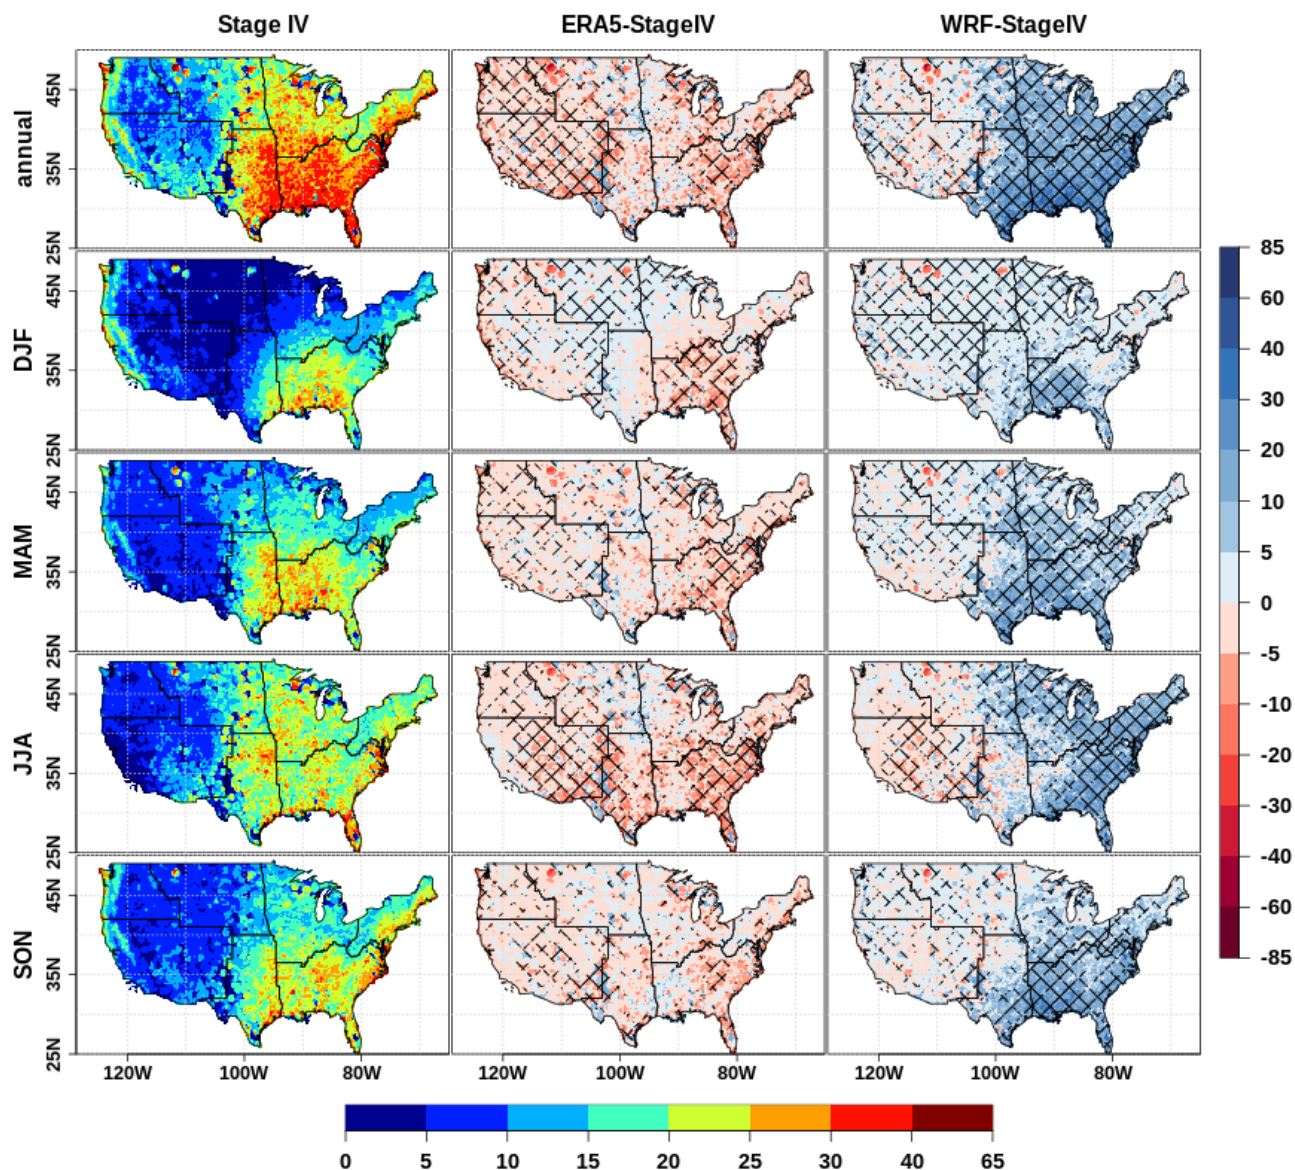 Stage IV ERA5-StageIV WRF-StageIV
annual
45N
35N
25N
DJF
45N
35N
25N
MAM
45N
35N
25N
JJA
45N
35N
25N
SON
45N
35N
25N
120W 100W 80W 120W 100W 80W 120W 100W 80W
85
60
40
30
20
10
5
0
-5
-10
-20
-30
-40
-60
-85
0 5 10 15 20 25 30 40 65